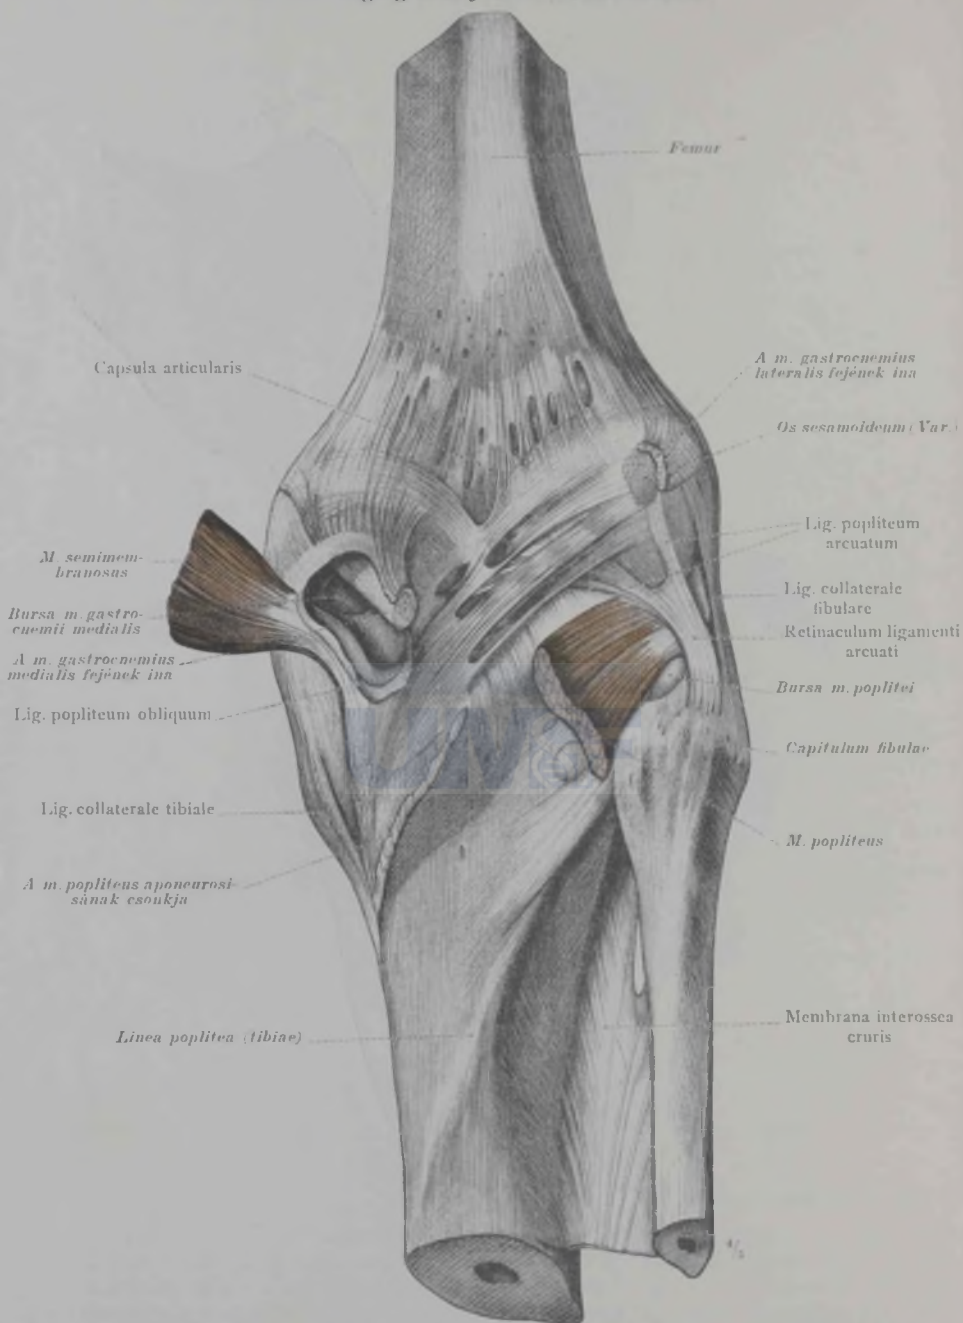 Femur
Capsula articularis
A m. gastrocnemius
lateralis fejének ina
Os sesamoideum (Var.)
Lig. popliteum
arcuatum
M. semimem-
branosus
Lig. collaterale
fibulare
Bursa m. gastro-
cnemii medialis
Retinaculum ligamenti
arcuati
A m. gastrocnemius
medialis fejének ina
Bursa m. poplitei
Lig. popliteum obliquum
Capitulum fibulae
Lig. collaterale tibiale
M. popliteus
A m. popliteus aponeurosi-
sának csonkja
Linea poplitea (tibiae)
Membrana interossea
cruris